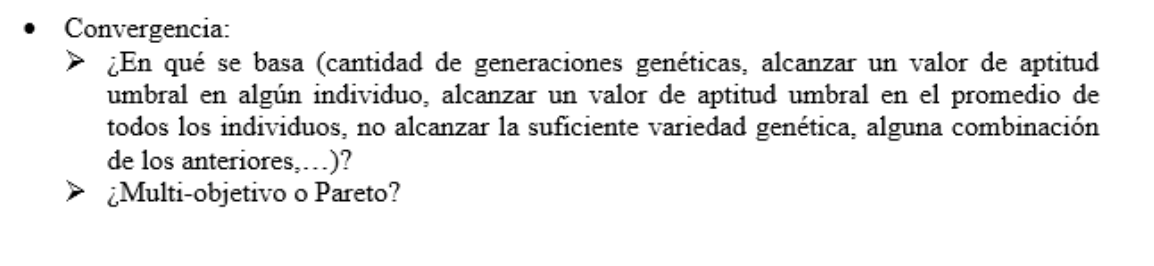 • Convergencia:
➤ ¿En qué se basa (cantidad de generaciones genéticas, alcanzar un valor de aptitud
umbral en algún individuo, alcanzar un valor de aptitud umbral en el promedio de
todos los individuos, no alcanzar la suficiente variedad genética, alguna combinación
de los anteriores,…)?
➤ ¿Multi-objetivo o Pareto?